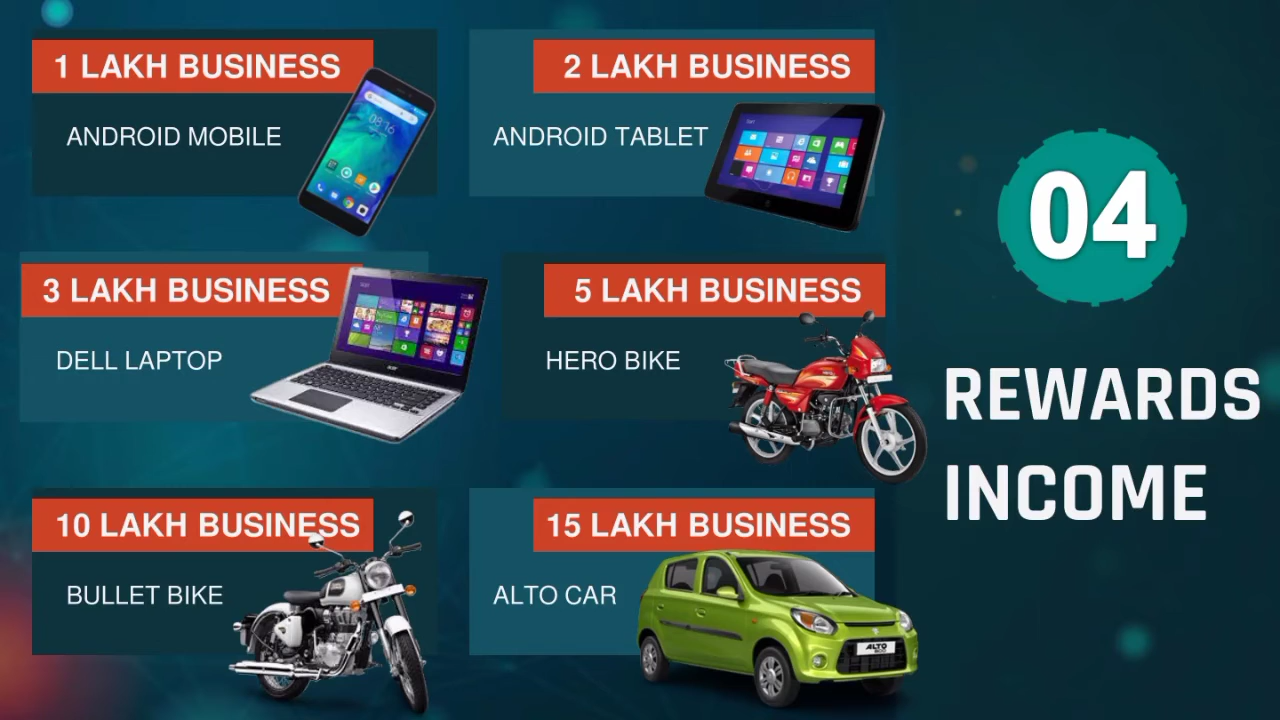 1 LAKH BUSINESS
ANDROID MOBILE
2 LAKH BUSINESS
ANDROID TABLET
3 LAKH BUSINESS
DELL LAPTOP
5 LAKH BUSINESS
HERO BIKE
10 LAKH BUSINESS
BULLET BIKE
15 LAKH BUSINESS
ALTO CAR
ALTO
04
REWARDS
INCOME